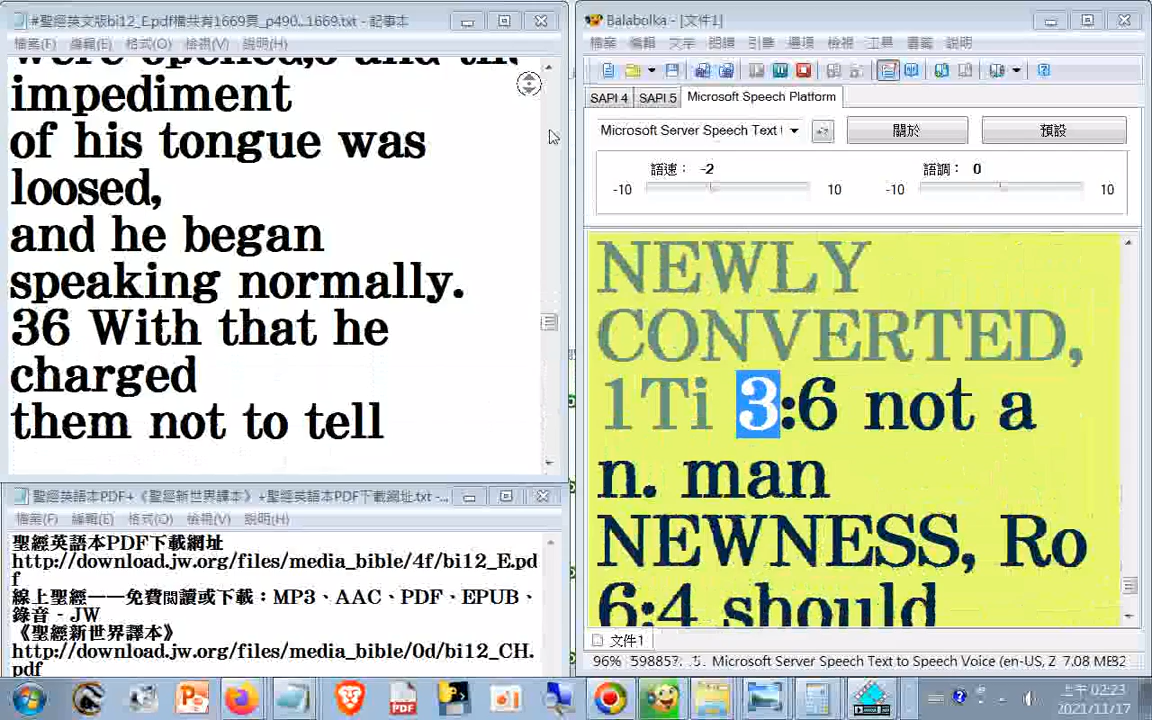 #聖經英文版bi12_E.pdf檔共有1669頁_p490...1669.txt - 記事本
檔案(F) 編輯(E) 格式(O) 檢視(V) 說明(H)
were opened,
impediment
of his tongue was
loosed,
and he began
speaking normally.
36 With that he
charged
them not to tell
聖經英語本PDF+《聖經新世界譯本》+聖經英語本PDF下載網址.txt - ...
檔案(F) 編輯(E) 格式(O) 檢視(V) 說明(H)
聖經英語本PDF下載網址
http://download.jw.org/files/media_bible/4f/bi12_E.pd
f
線上聖經——免費閱讀或下載：MP3、AAC、PDF、EPUB、
錄音 - JW
《聖經新世界譯本》
http://download.jw.org/files/media_bible/0d/bi12_CH.
pdf
Balabolka - [文件1]
檔案 編輯 文字 朗讀 引擎 選項 檢視 工具 書籤 說明
SAPI 4 SAPI 5 Microsoft Speech Platform
Microsoft Server Speech Text 關於 預設
語速： -2 語調： 0
-10 10 -10 10
NEWLY
CONVERTED,
1Ti 3:6 not a
n. man
NEWNESS, Ro
6:4 should
文件1
96% Microsoft Server Speech Text to Speech Voice (en-US, Z 7.08 MB
上午 02:23
2021/11/17